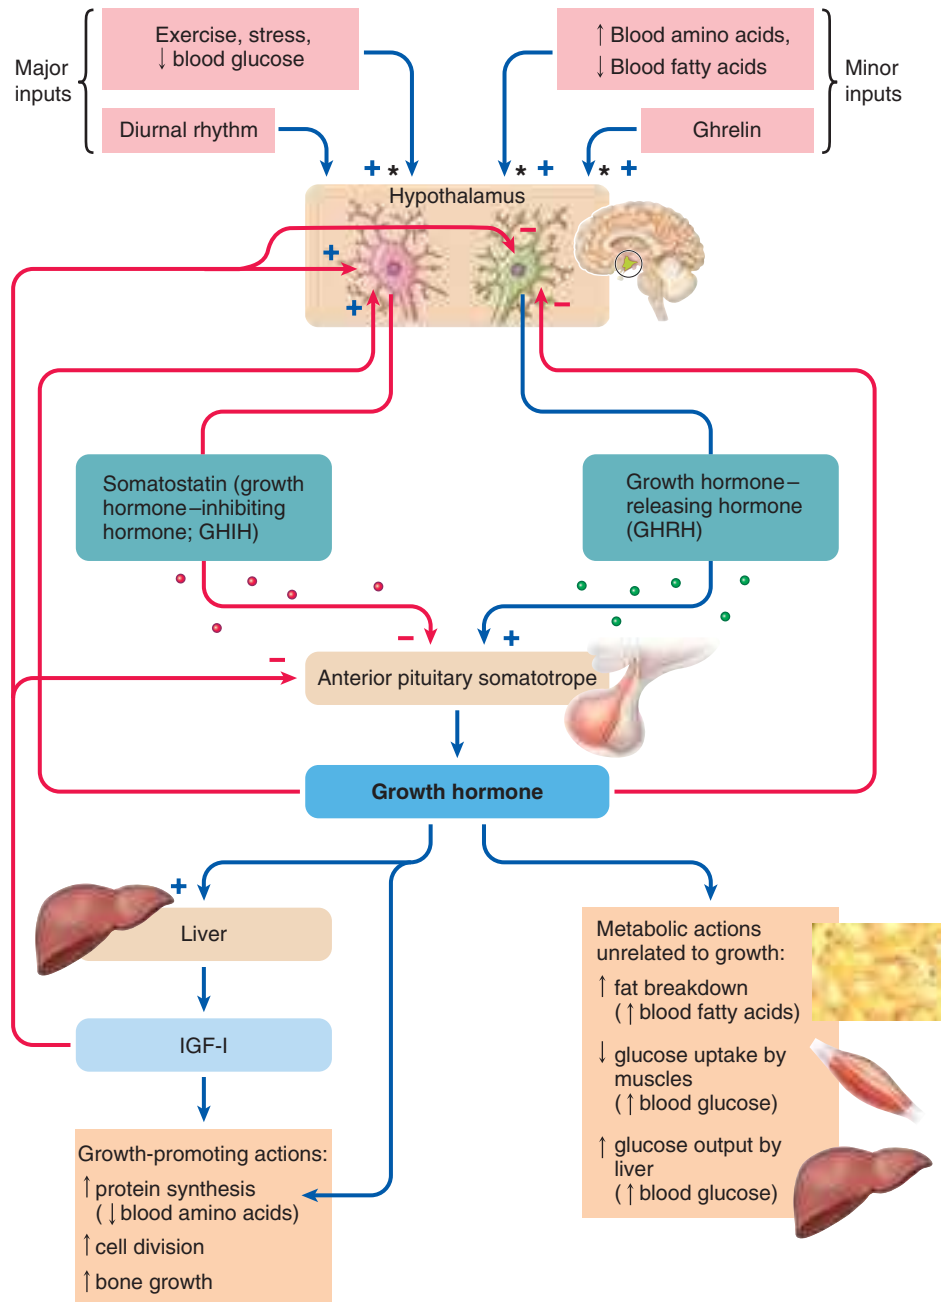 Major
inputs
Exercise, stress,
↓ blood glucose
Diurnal rhythm
↑ Blood amino acids,
↓ Blood fatty acids
Ghrelin
Minor
inputs
+ *
* +
* +
Hypothalamus
−
+
+
−
Somatostatin (growth
hormone–inhibiting
hormone; GHIH)
Growth hormone–
releasing hormone
(GHRH)
−
+
−
Anterior pituitary somatotrope
Growth hormone
+
Liver
IGF-I
Growth-promoting actions:
↑ protein synthesis
(↓ blood amino acids)
↑ cell division
↑ bone growth
Metabolic actions
unrelated to growth:
↑ fat breakdown
(↑ blood fatty acids)
↓ glucose uptake by
muscles
(↑ blood glucose)
↑ glucose output by
liver
(↑ blood glucose)